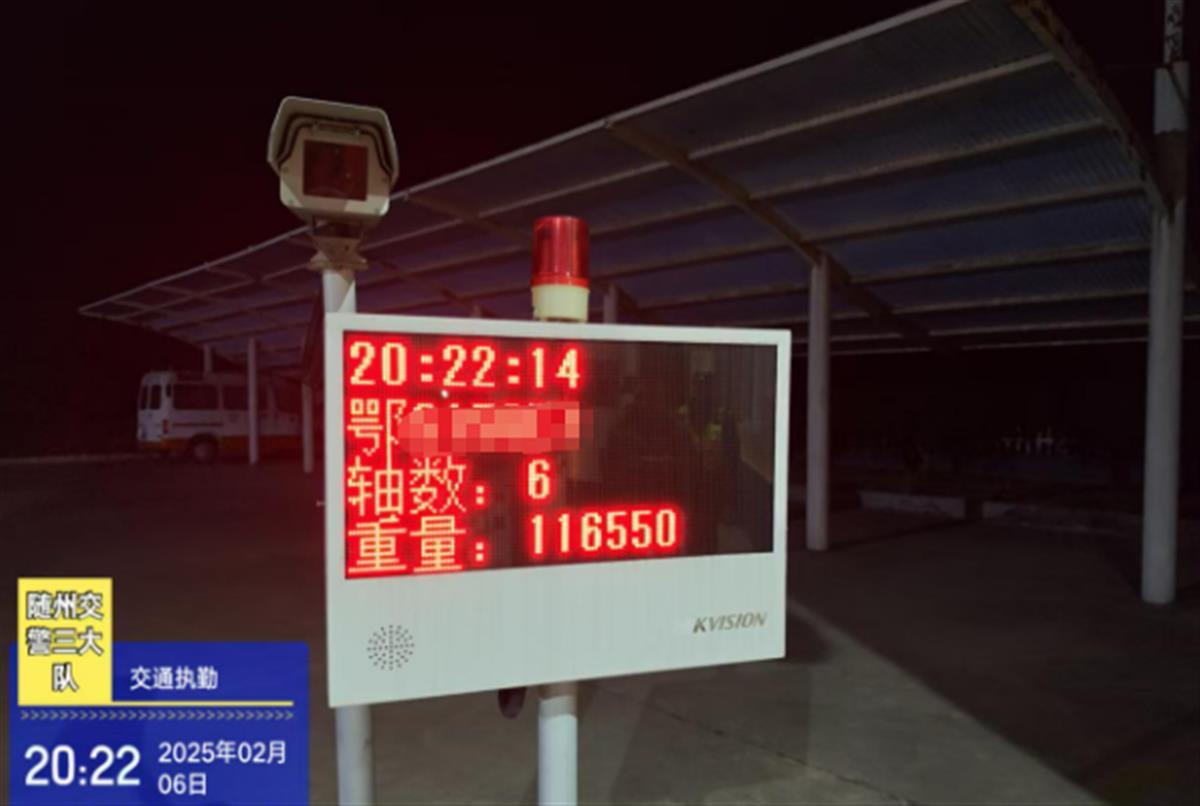 20:22:14
鄂
轴数: 6
重量: 116550
KVISION
随州交
警三大
队
交通执勤
20:22
2025年02月
06日